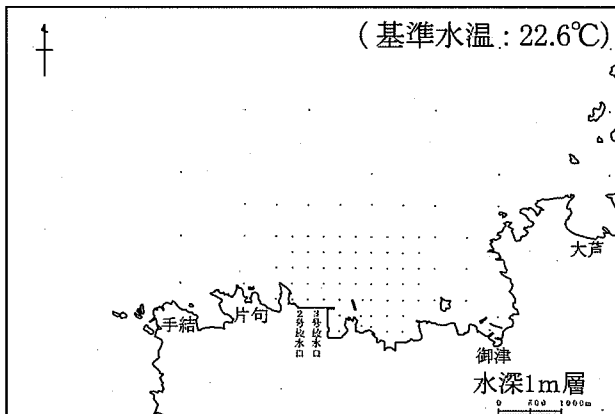 (基準水温：22.6℃)
大芦
手結
片句
2号放水口
3号放水口
御津
水深1m層
0 500 1000m